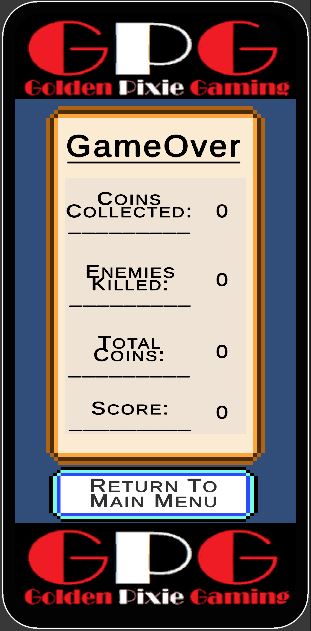 GPG
Golden Pixie Gaming
GameOver
Coins
Collected: 0
Enemies
Killed: 0
Total
Coins: 0
Score: 0
Return To
Main Menu
GPG
Golden Pixie Gaming